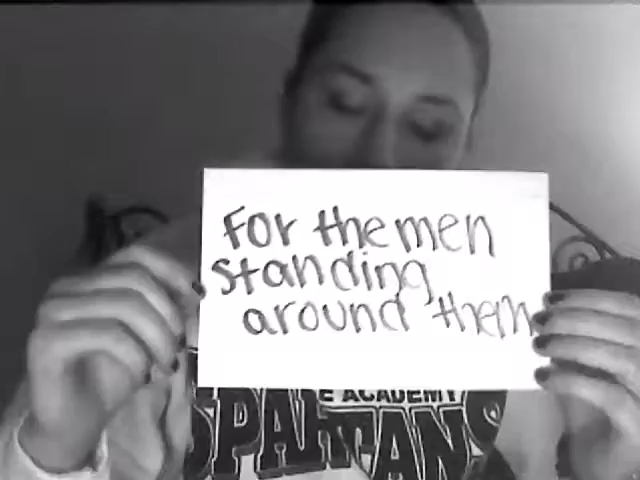 For the men
standing
around them
E ACADEMY
SPARTANS